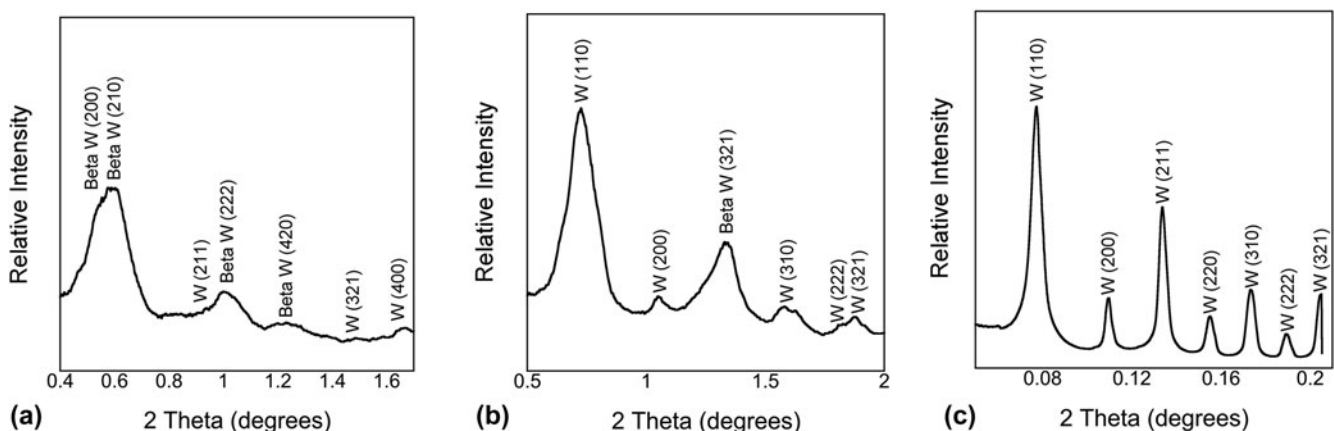 Relative Intensity
Beta W (200)
Beta W (210)
W (211)
Beta W (222)
Beta W (420)
W (321)
W (400)
0.4 0.6 0.8 1 1.2 1.4 1.6
(a) 2 Theta (degrees)
Relative Intensity
W (110)
W (200)
Beta W (321)
W (310)
W (222)
W (321)
0.5 1 1.5 2
(b) 2 Theta (degrees)
Relative Intensity
W (110)
W (200)
W (211)
W (220)
W (310)
W (222)
W (321)
0.08 0.12 0.16 0.2
(c) 2 Theta (degrees)